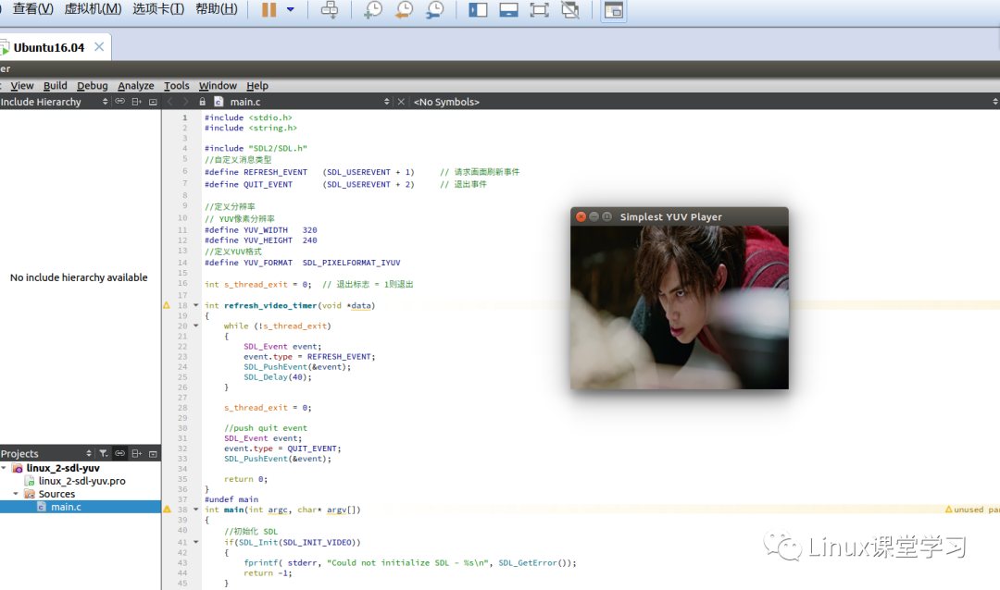 查看(V) 虚拟机(M) 选项卡(T) 帮助(H)
Ubuntu16.04
er
View Build Debug Analyze Tools Window Help
Include Hierarchy main.c <No Symbols>
No include hierarchy available
1 #include <stdio.h>
2 #include <string.h>
3
4 #include "SDL2/SDL.h"
5 //自定义消息类型
6 #define REFRESH_EVENT (SDL_USEREVENT + 1) // 请求画面刷新事件
7 #define QUIT_EVENT (SDL_USEREVENT + 2) // 退出事件
8
9 //定义分辨率
10 // YUV像素分辨率
11 #define YUV_WIDTH 320
12 #define YUV_HEIGHT 240
13 //定义YUV格式
14 #define YUV_FORMAT SDL_PIXELFORMAT_IYUV
15
16 int s_thread_exit = 0; // 退出标志 = 1则退出
17
18 int refresh_video_timer(void *data)
19 {
20 while (!s_thread_exit)
21 {
22 SDL_Event event;
23 event.type = REFRESH_EVENT;
24 SDL_PushEvent(&event);
25 SDL_Delay(40);
26 }
27
28 s_thread_exit = 0;
29
30 //push quit event
31 SDL_Event event;
32 event.type = QUIT_EVENT;
33 SDL_PushEvent(&event);
34
35 return 0;
36 }
37 #undef main
38 int main(int argc, char* argv[]) unused par
39 {
40 //初始化 SDL
41 if(SDL_Init(SDL_INIT_VIDEO))
42 {
43 fprintf( stderr, "Could not initialize SDL - %s\n", SDL_GetError());
44 return -1;
45 }
Simplest YUV Player
Projects
linux_2-sdl-yuv
linux_2-sdl-yuv.pro
Sources
main.c
Linux课堂学习